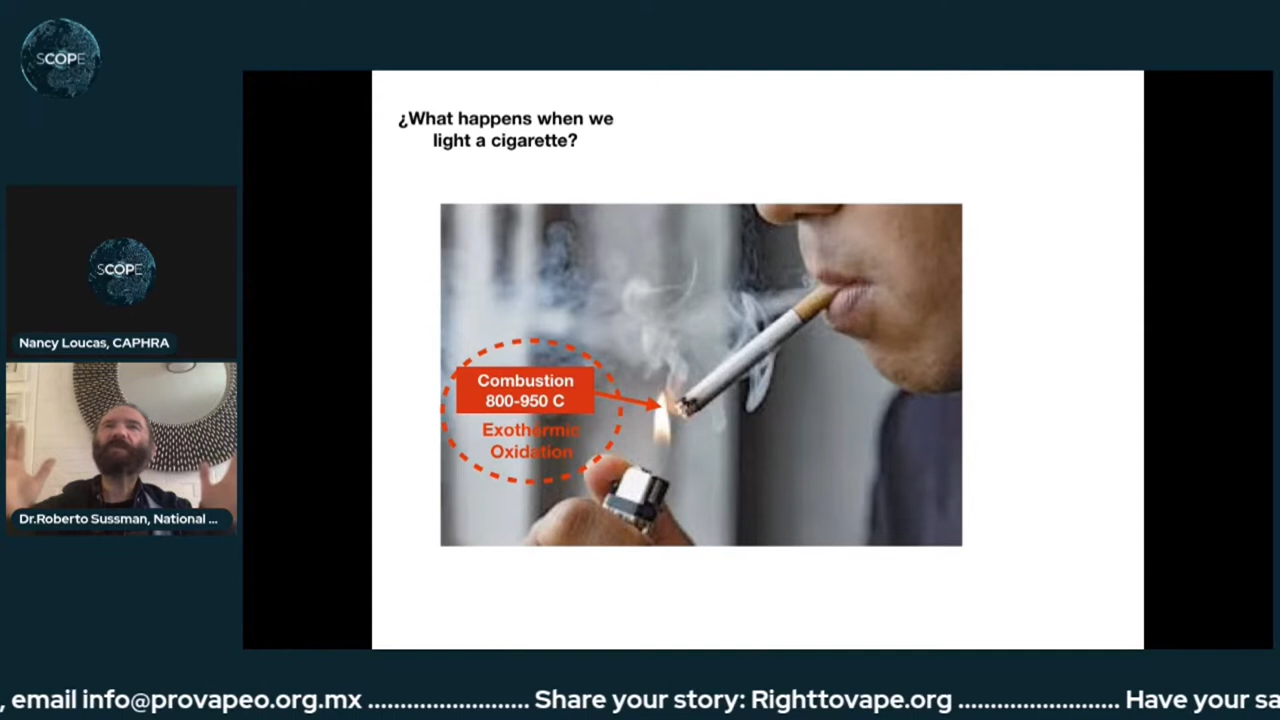 SCOPE
¿What happens when we
light a cigarette?
SCOPE
Nancy Loucas, CAPHRA
Combustion
800-950 C
Exothermic
Oxidation
Dr.Roberto Sussman, National ...
, email info@provapeo.org.mx ........................ Share your story: Righttovape.org ........................ Have your sa